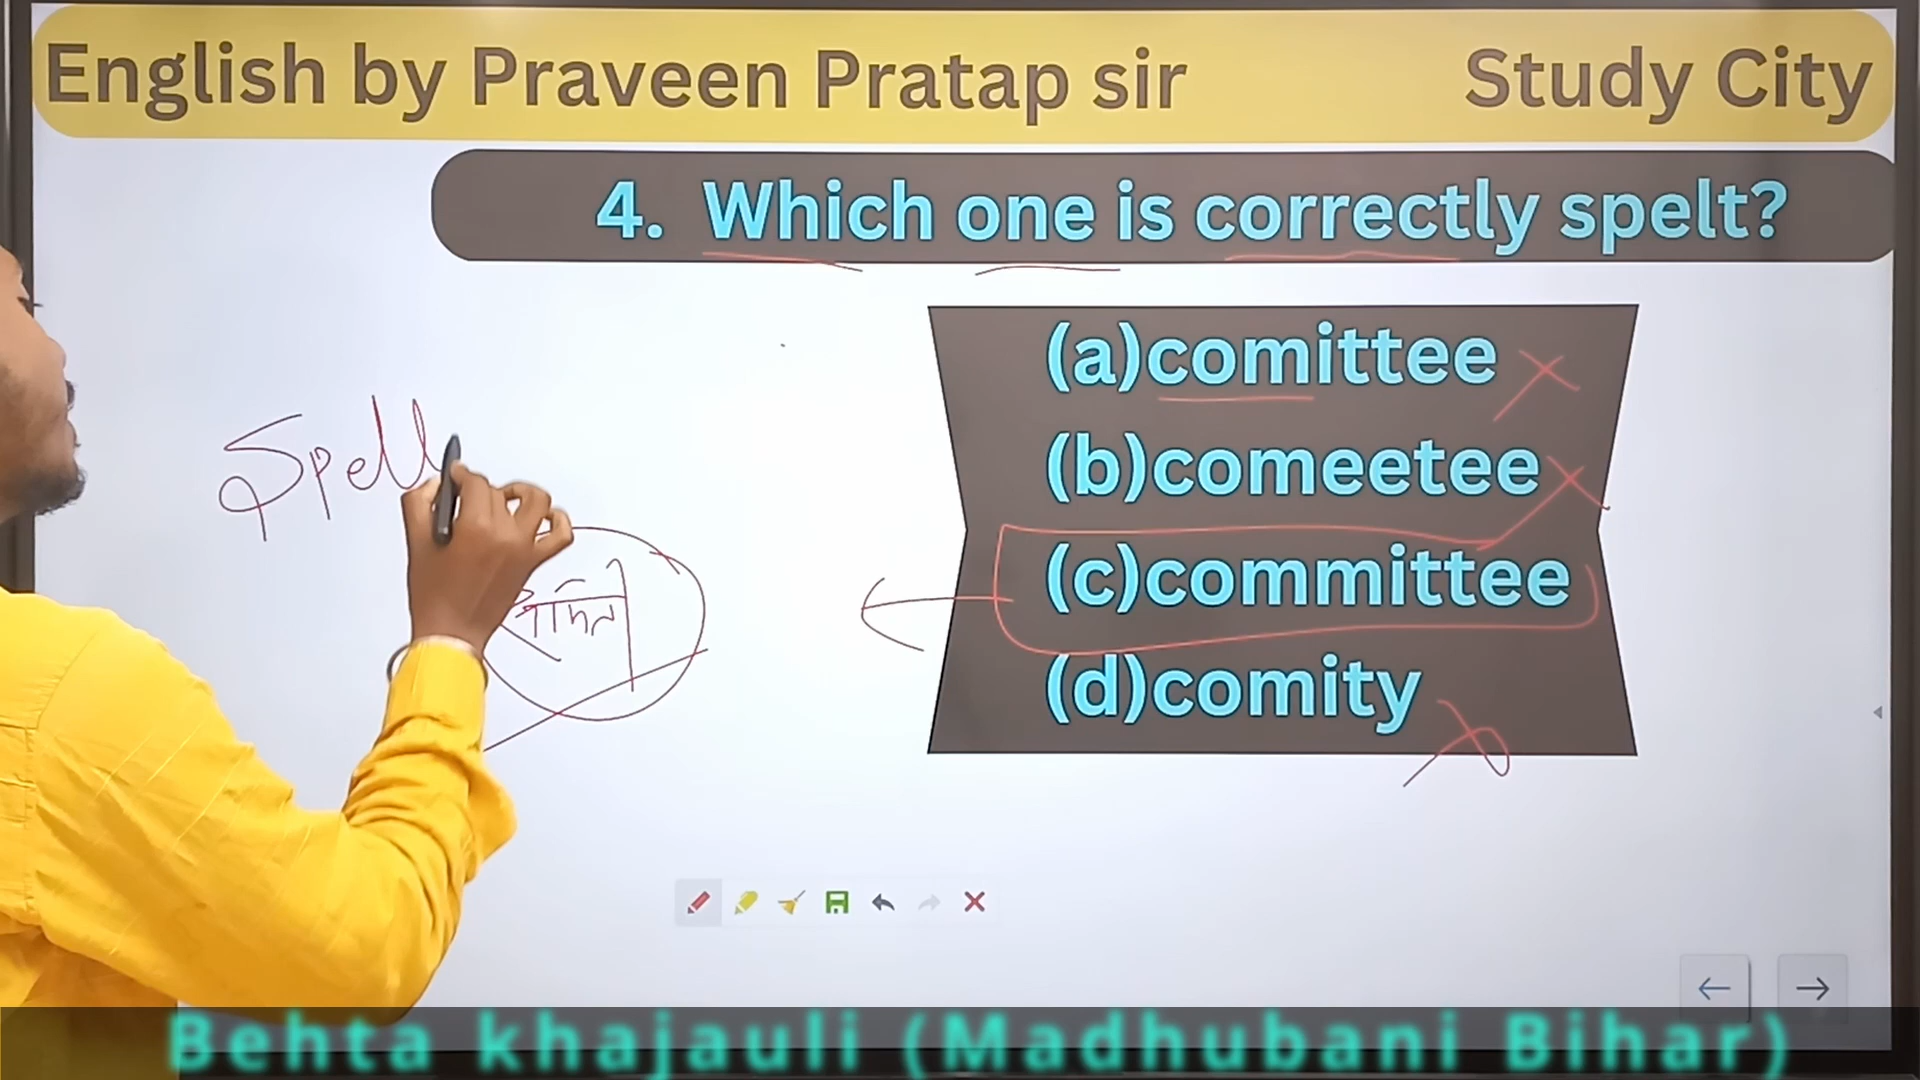 English by Praveen Pratap sir Study City
4. Which one is correctly spelt?
(a)comittee
(b)comeetee
(c)committee
(d)comity
Spell
Behta khajauli (Madhubani Bihar)